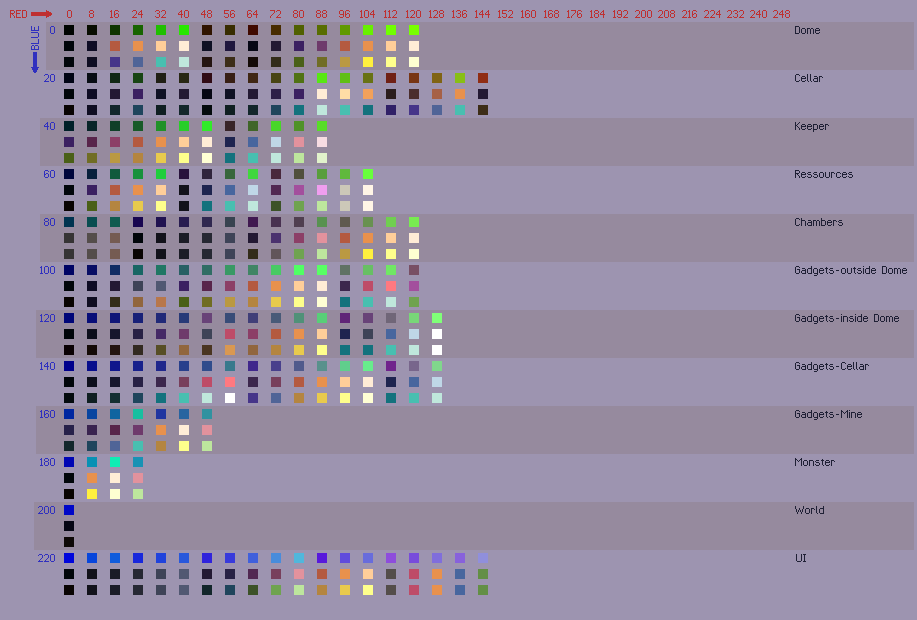 RED 0 8 16 24 32 40 48 56 64 72 80 88 96 104 112 120 128 136 144 152 160 168 176 184 192 200 208 216 224 232 240 248
BLUE
0 Dome
20 Cellar
40 Keeper
60 Ressources
80 Chambers
100 Gadgets-outside Dome
120 Gadgets-inside Dome
140 Gadgets-Cellar
160 Gadgets-Mine
180 Monster
200 World
220 UI